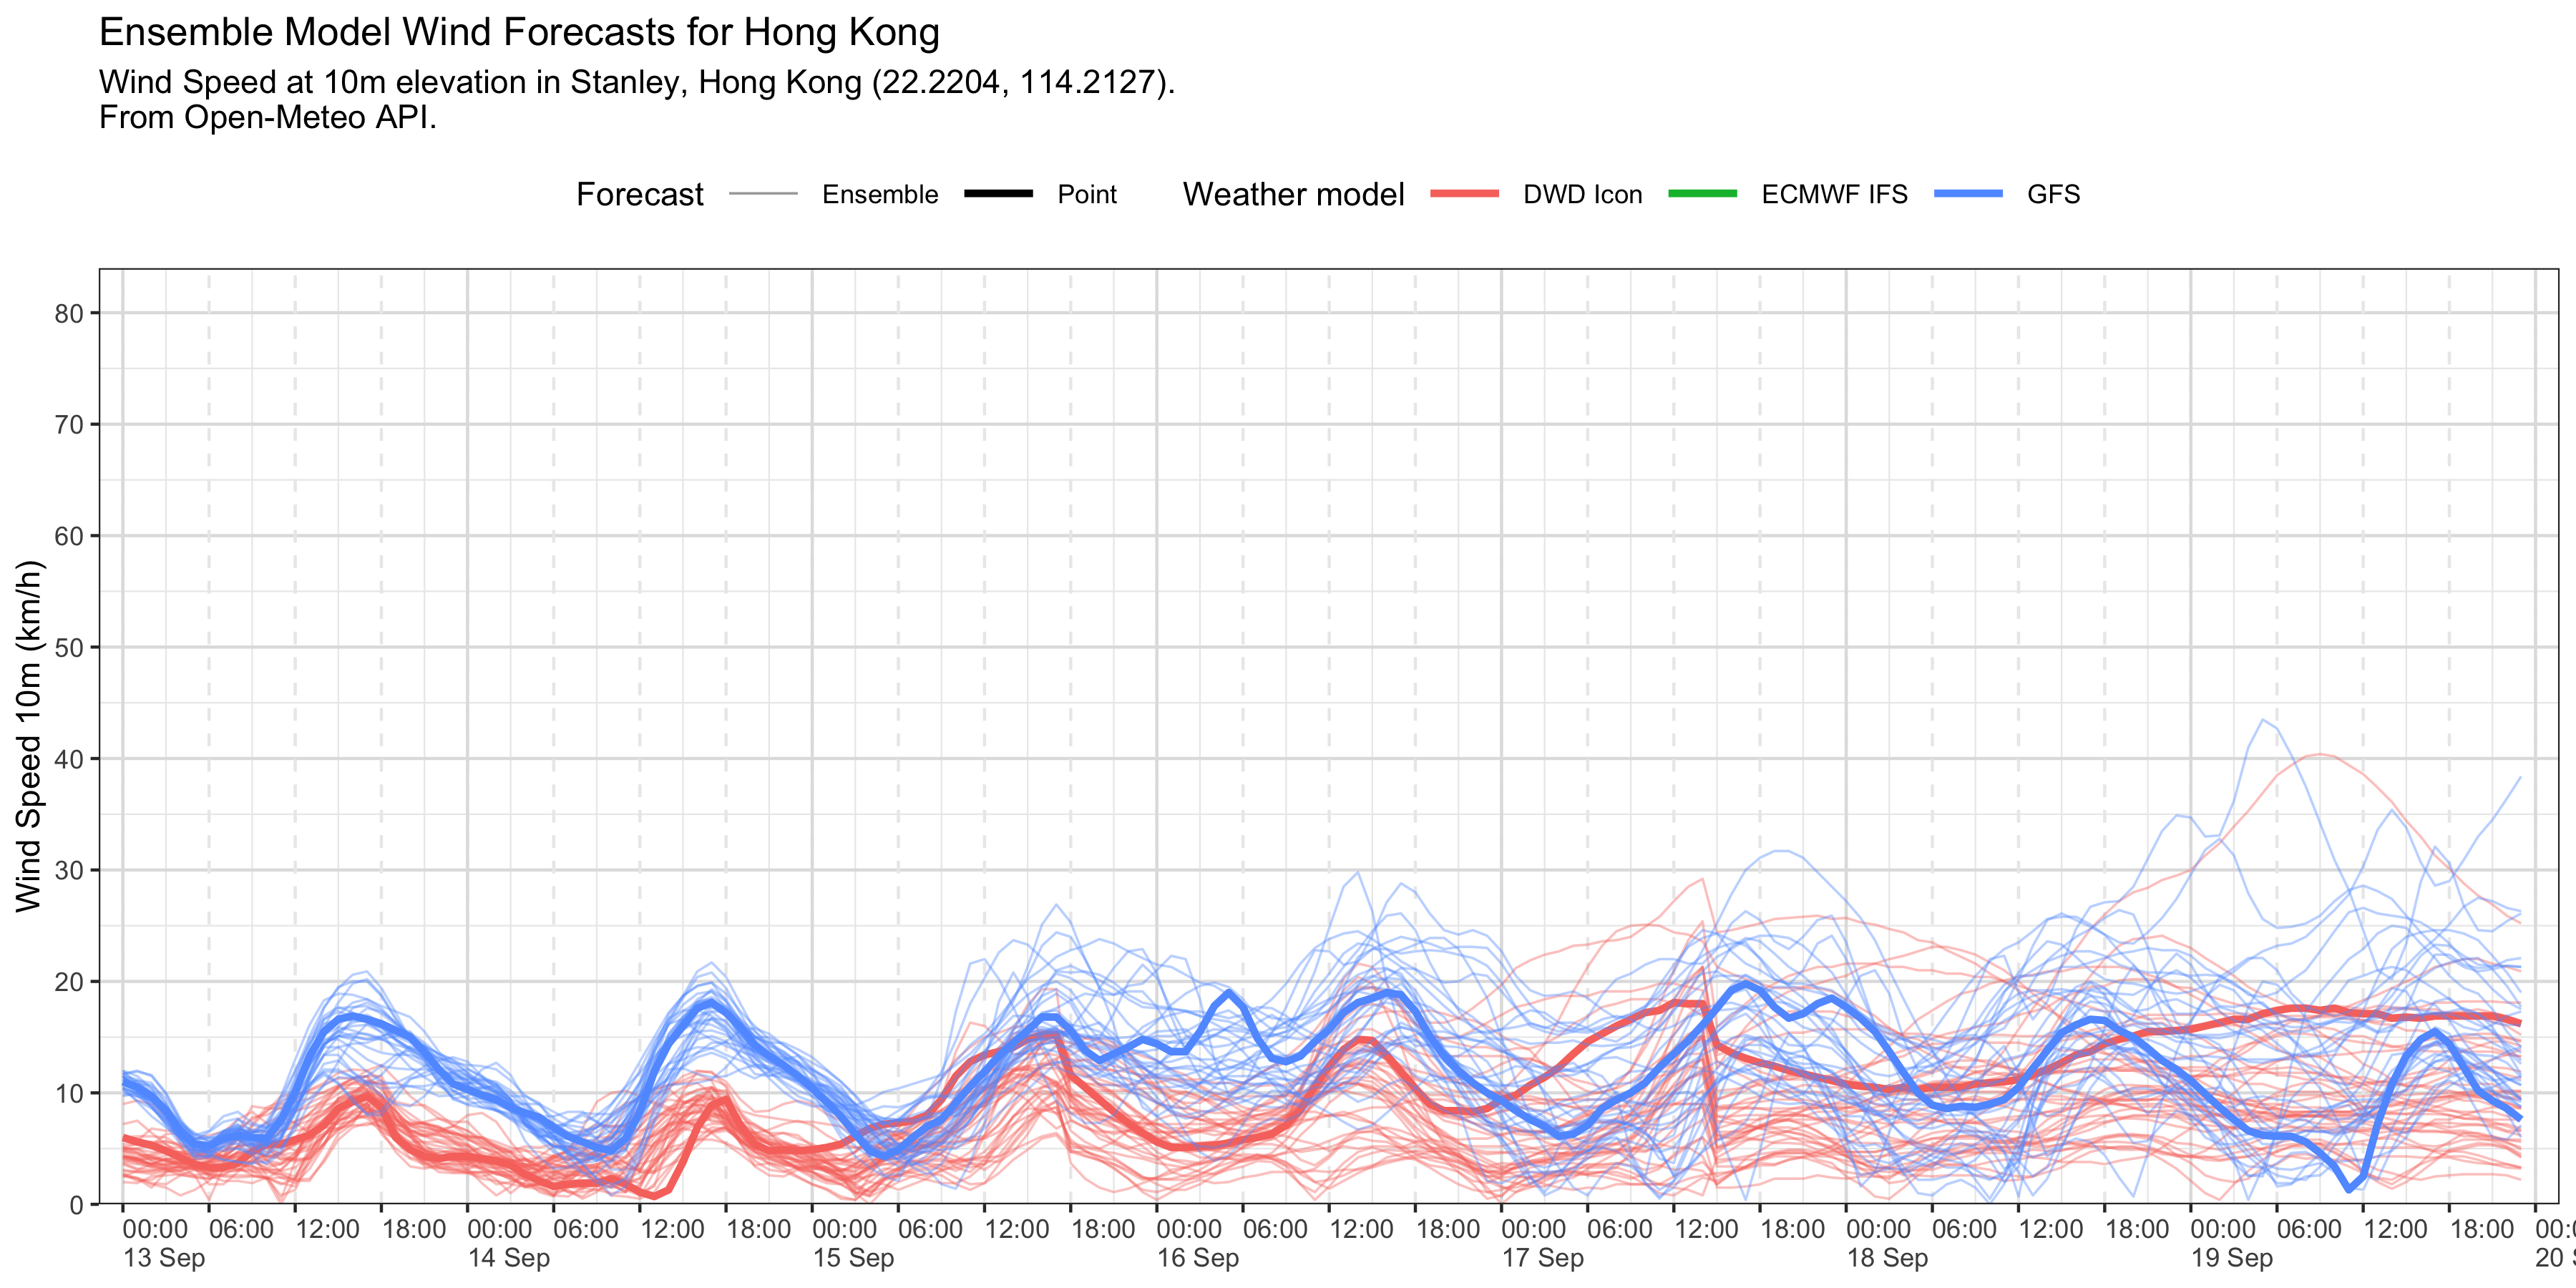 Ensemble Model Wind Forecasts for Hong Kong
Wind Speed at 10m elevation in Stanley, Hong Kong (22.2204, 114.2127).
From Open-Meteo API.
Forecast Ensemble Point Weather model DWD Icon ECMWF IFS GFS
Wind Speed 10m (km/h)
80
70
60
50
40
30
20
10
0
00:00 06:00 12:00 18:00 00:00 06:00 12:00 18:00 00:00 06:00 12:00 18:00 00:00 06:00 12:00 18:00 00:00 06:00 12:00 18:00 00:00 06:00 12:00 18:00 00:00 06:00 12:00 18:00
13 Sep 14 Sep 15 Sep 16 Sep 17 Sep 18 Sep 19 Sep 20